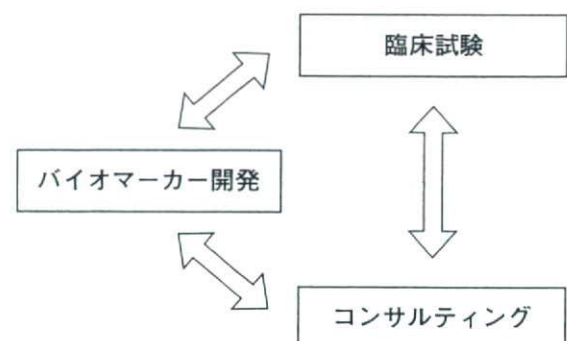 臨床試験
バイオマーカー開発
コンサルティング